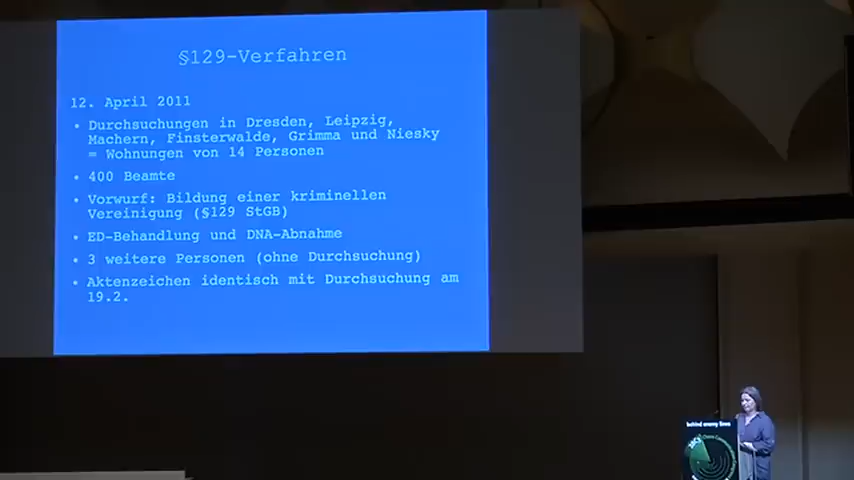 §129-Verfahren
12. April 2011
• Durchsuchungen in Dresden, Leipzig,
Machern, Finsterwalde, Grimma und Niesky
= Wohnungen von 14 Personen
• 400 Beamte
• Vorwurf: Bildung einer kriminellen
Vereinigung (§129 StGB)
• ED-Behandlung und DNA-Abnahme
• 3 weitere Personen (ohne Durchsuchung)
• Aktenzeichen identisch mit Durchsuchung am
19.2.
behind enemy lines